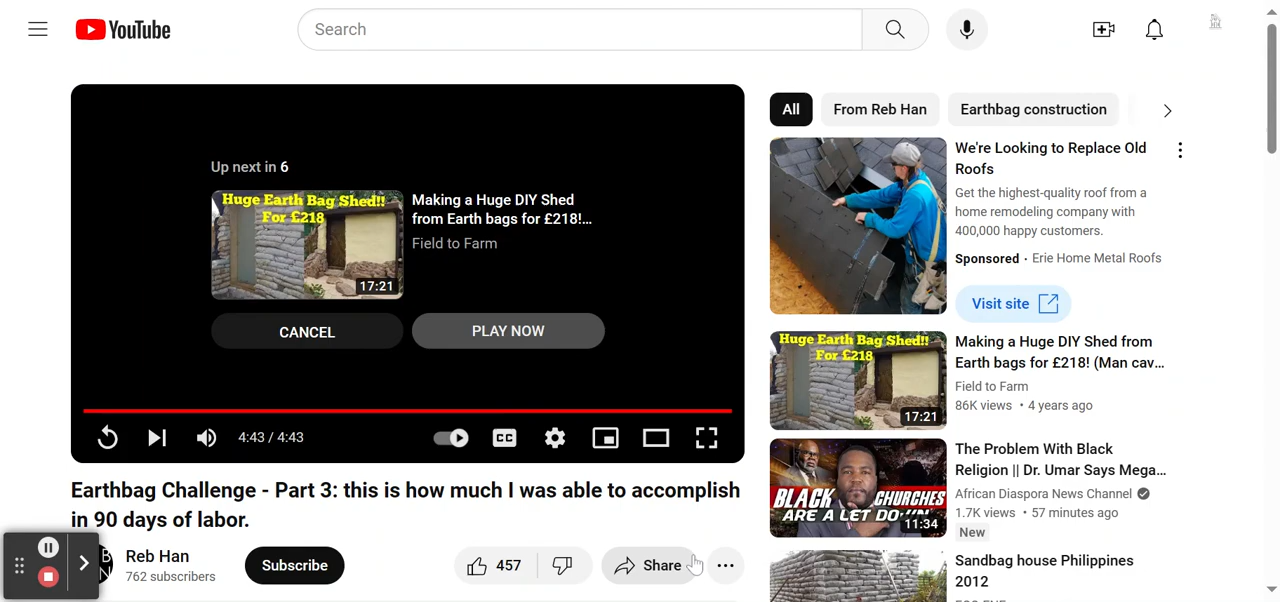 YouTube
Search
Up next in 6
Huge Earth Bag Shed!!
For £218
17:21
Making a Huge DIY Shed
from Earth bags for £218!...
Field to Farm
CANCEL
PLAY NOW
4:43 / 4:43
CC
Earthbag Challenge - Part 3: this is how much I was able to accomplish
in 90 days of labor.
Reb Han
762 subscribers
Subscribe
457
Share
All
From Reb Han
Earthbag construction
We're Looking to Replace Old
Roofs
Get the highest-quality roof from a
home remodeling company with
400,000 happy customers.
Sponsored · Erie Home Metal Roofs
Visit site
Huge Earth Bag Shed!!
For £218
17:21
Making a Huge DIY Shed from
Earth bags for £218! (Man cav...
Field to Farm
86K views • 4 years ago
BLACK CHURCHES
ARE A LET DOWN
11:34
The Problem With Black
Religion || Dr. Umar Says Mega...
African Diaspora News Channel
1.7K views • 57 minutes ago
New
Sandbag house Philippines
2012